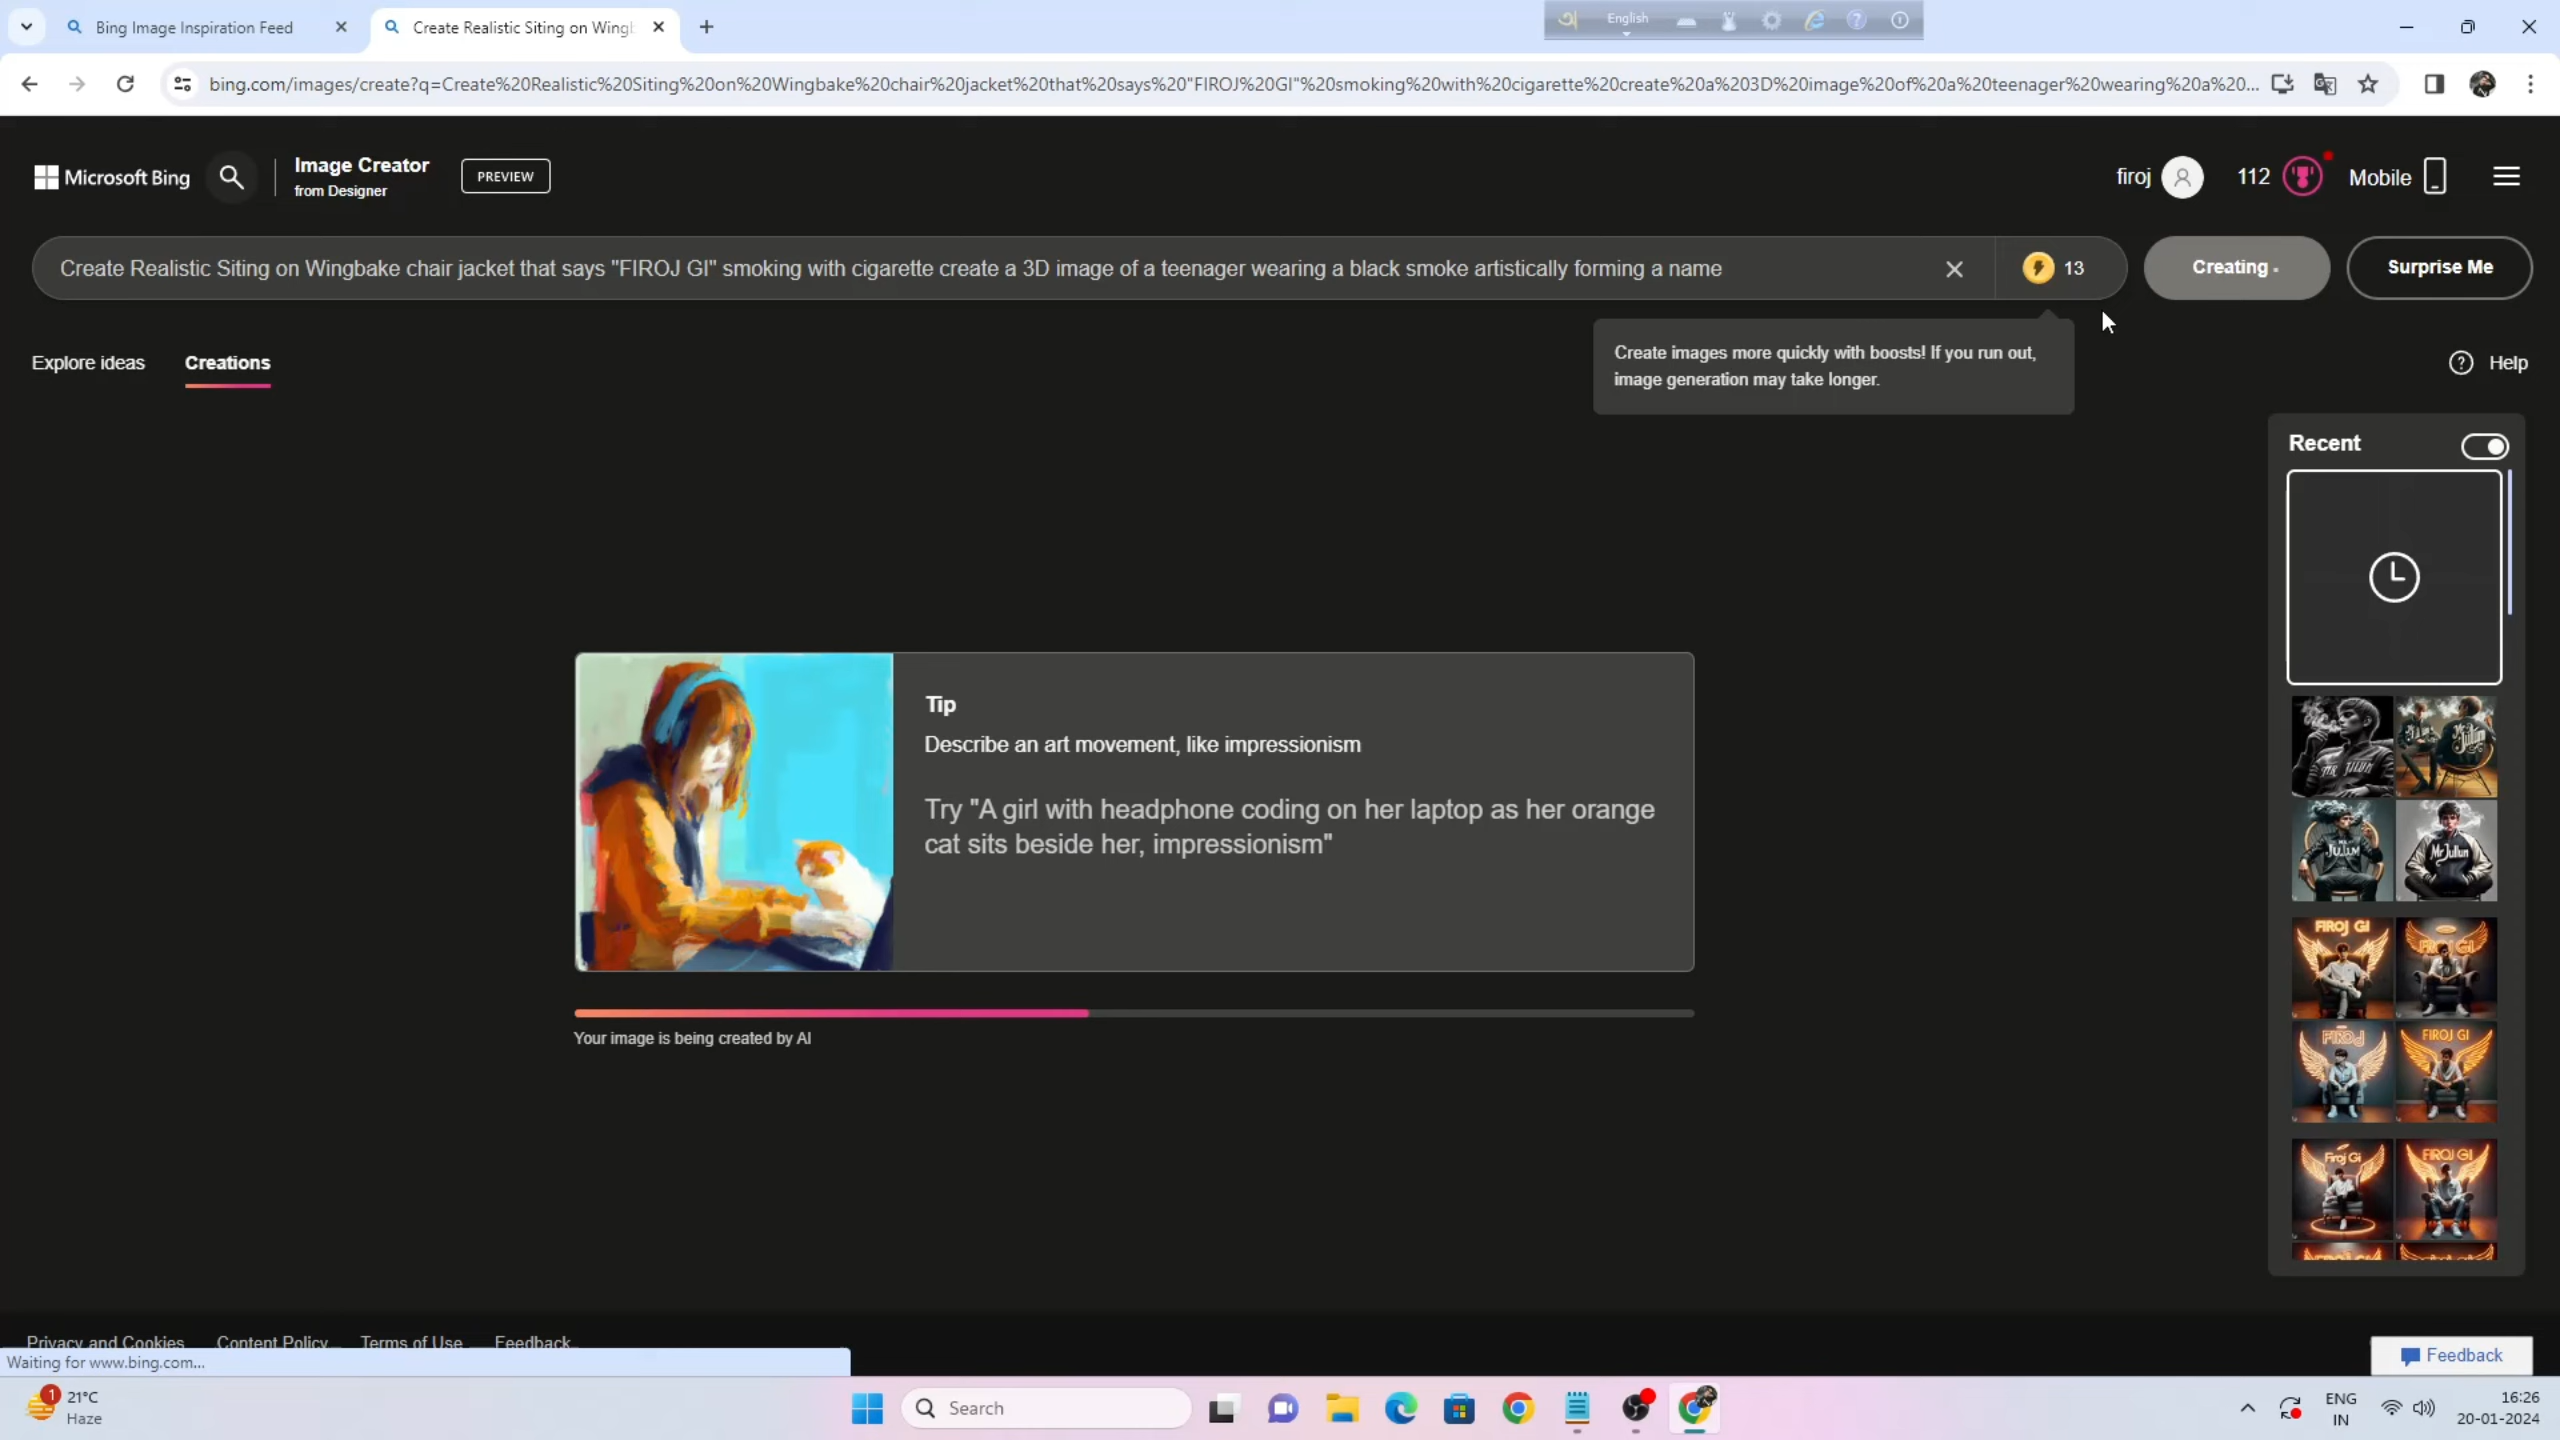 Bing Image Inspiration Feed
Create Realistic Siting on Wingb
অ English
bing.com/images/create?q=Create%20Realistic%20Siting%20on%20Wingbake%20chair%20jacket%20that%20says%20"FIROJ%20GI"%20smoking%20with%20cigarette%20create%20a%203D%20image%20of%20a%20teenager%20wearing%20a%20...
Microsoft Bing
Image Creator
from Designer
PREVIEW
firoj
112
Mobile
Create Realistic Siting on Wingbake chair jacket that says "FIROJ GI" smoking with cigarette create a 3D image of a teenager wearing a black smoke artistically forming a name
13
Creating
Surprise Me
Create images more quickly with boosts! If you run out,
image generation may take longer.
Explore ideas
Creations
Help
Recent
Tip
Describe an art movement, like impressionism
Try "A girl with headphone coding on her laptop as her orange
cat sits beside her, impressionism"
Your image is being created by AI
MR JULUN
Mr Jullun
FIROJ GI
FIROJ
FIROJ GI
Firoj Gi
FIROJ GI
Privacy and Cookies
Content Policy
Terms of Use
Feedback
Waiting for www.bing.com...
Feedback
1
21°C
Haze
Search
ENG
IN
16:26
20-01-2024